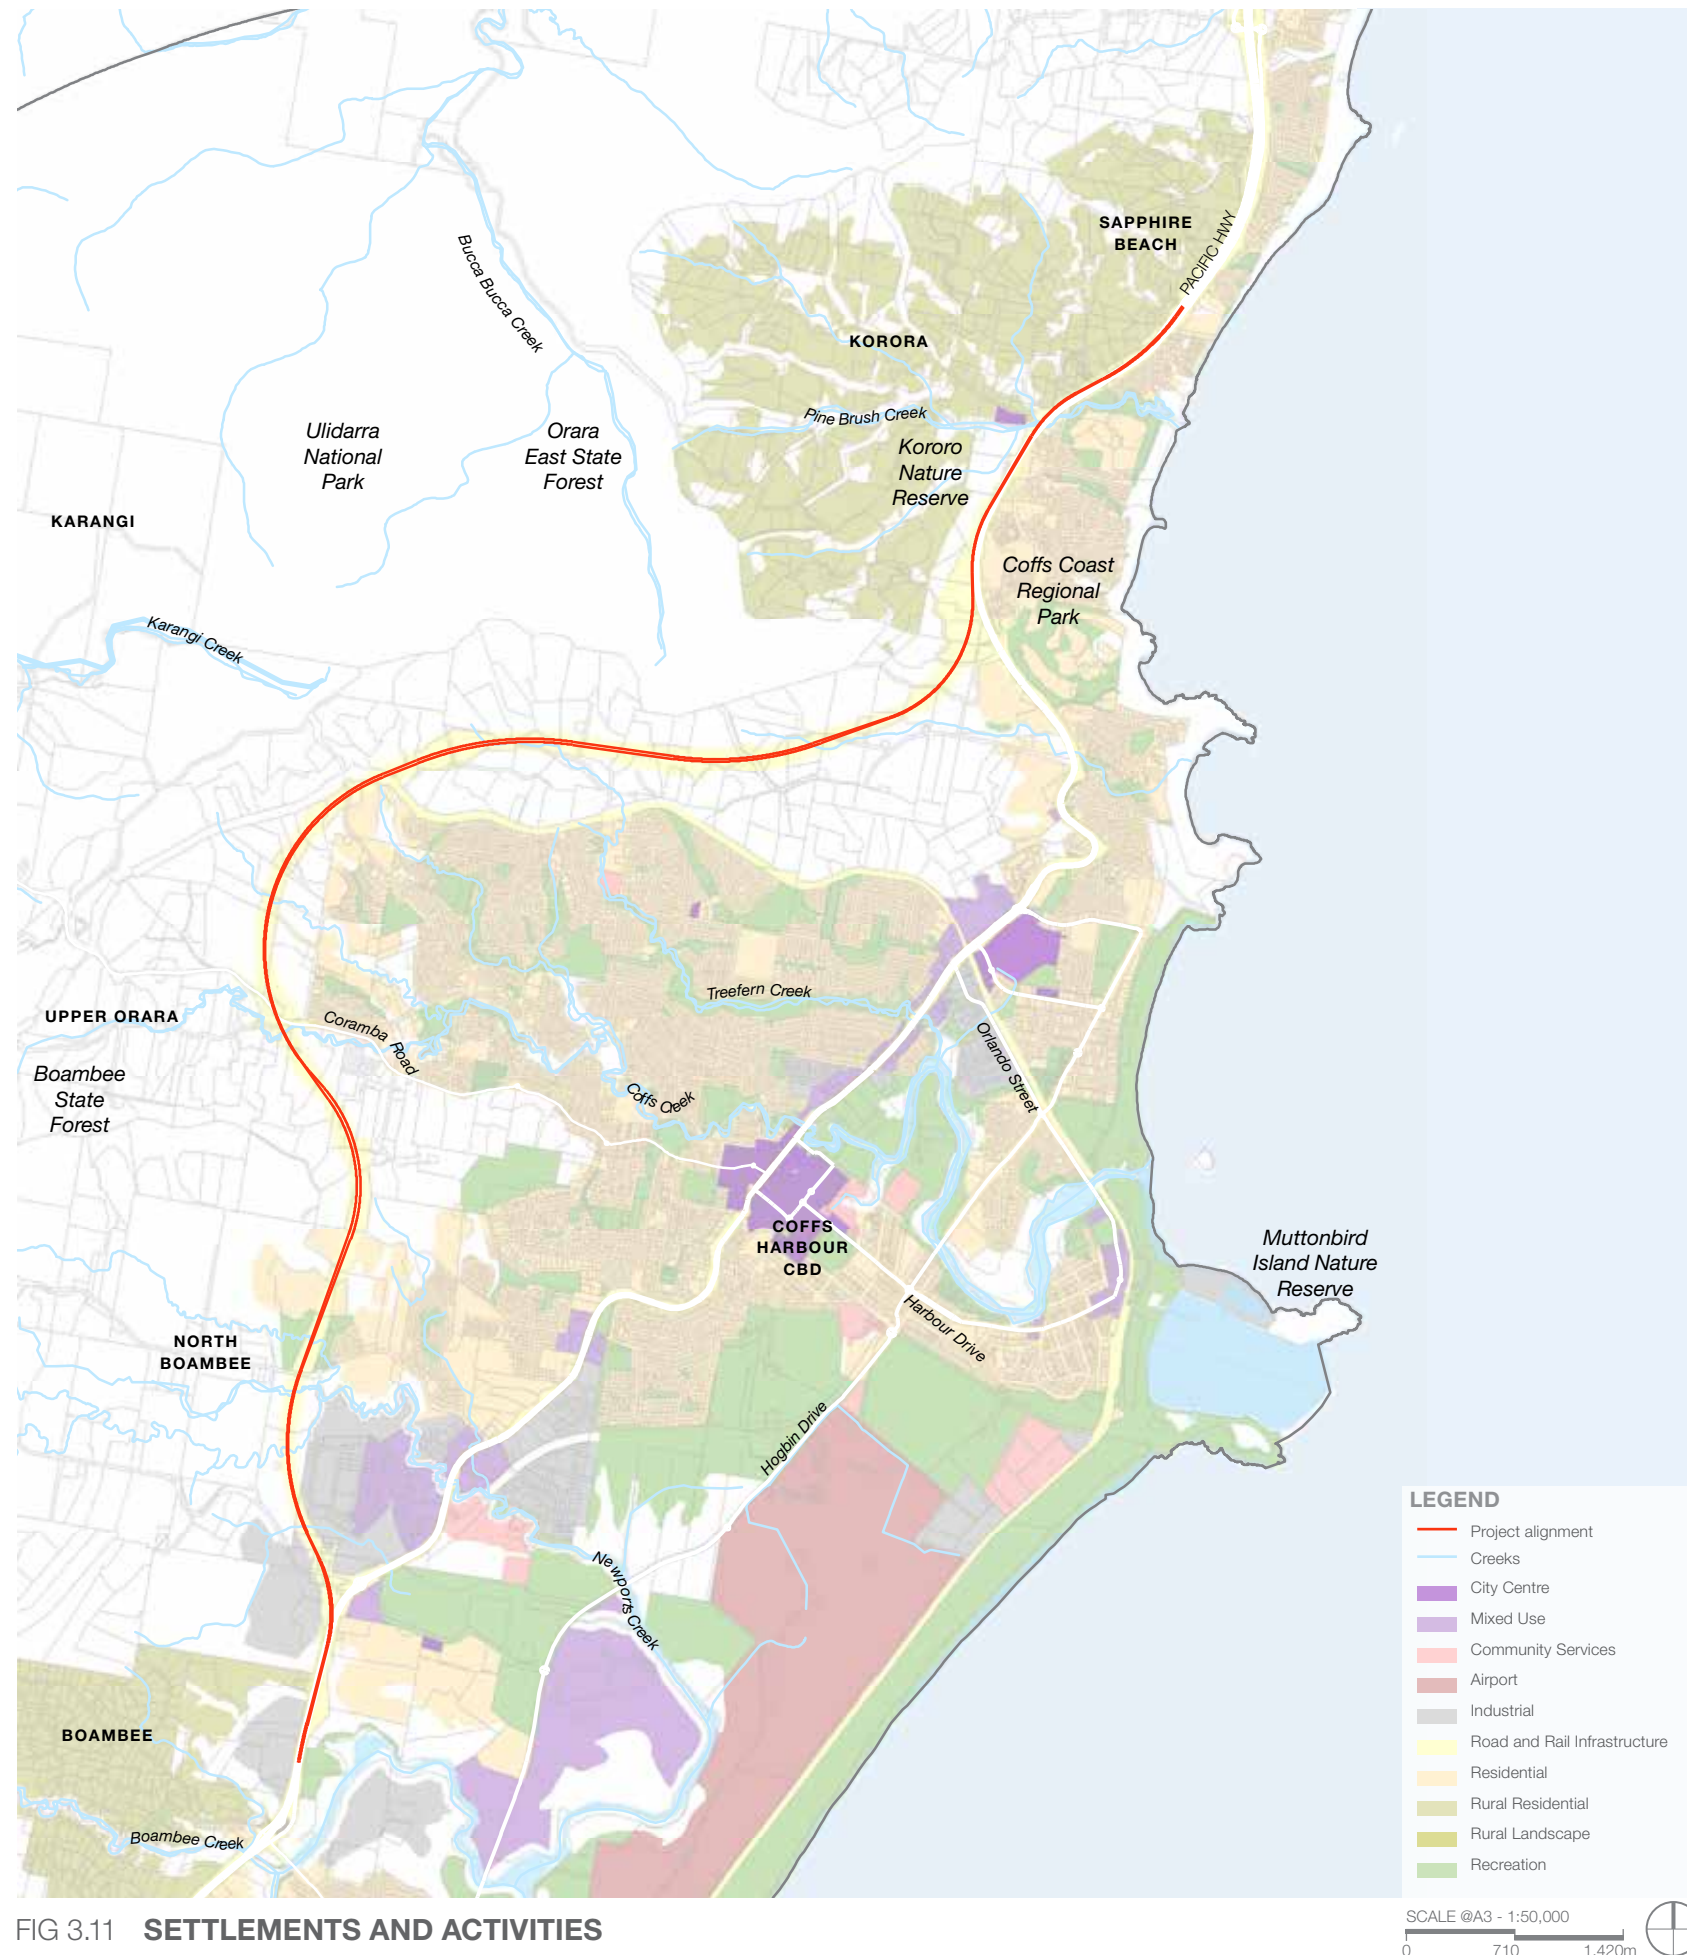 SAPPHIRE
BEACH
PACIFIC HWY
Bucca Bucca Creek
KORORA
Pine Brush Creek
Ulidarra
National
Park
Orara
East State
Forest
Kororo
Nature
Reserve
KARANGI
Coffs Coast
Regional
Park
Karangi Creek
Treefern Creek
UPPER ORARA
Coramba Road
Orlando Street
Boambee
State
Forest
Coffs Creek
COFFS
HARBOUR
CBD
Muttonbird
Island Nature
Reserve
Harbour Drive
NORTH
BOAMBEE
Hogbin Drive
Newports Creek
BOAMBEE
Boambee Creek
LEGEND
Project alignment
Creeks
City Centre
Mixed Use
Community Services
Airport
Industrial
Road and Rail Infrastructure
Residential
Rural Residential
Rural Landscape
Recreation
FIG 3.11 SETTLEMENTS AND ACTIVITIES
SCALE @A3 - 1:50,000
0 710 1,420m